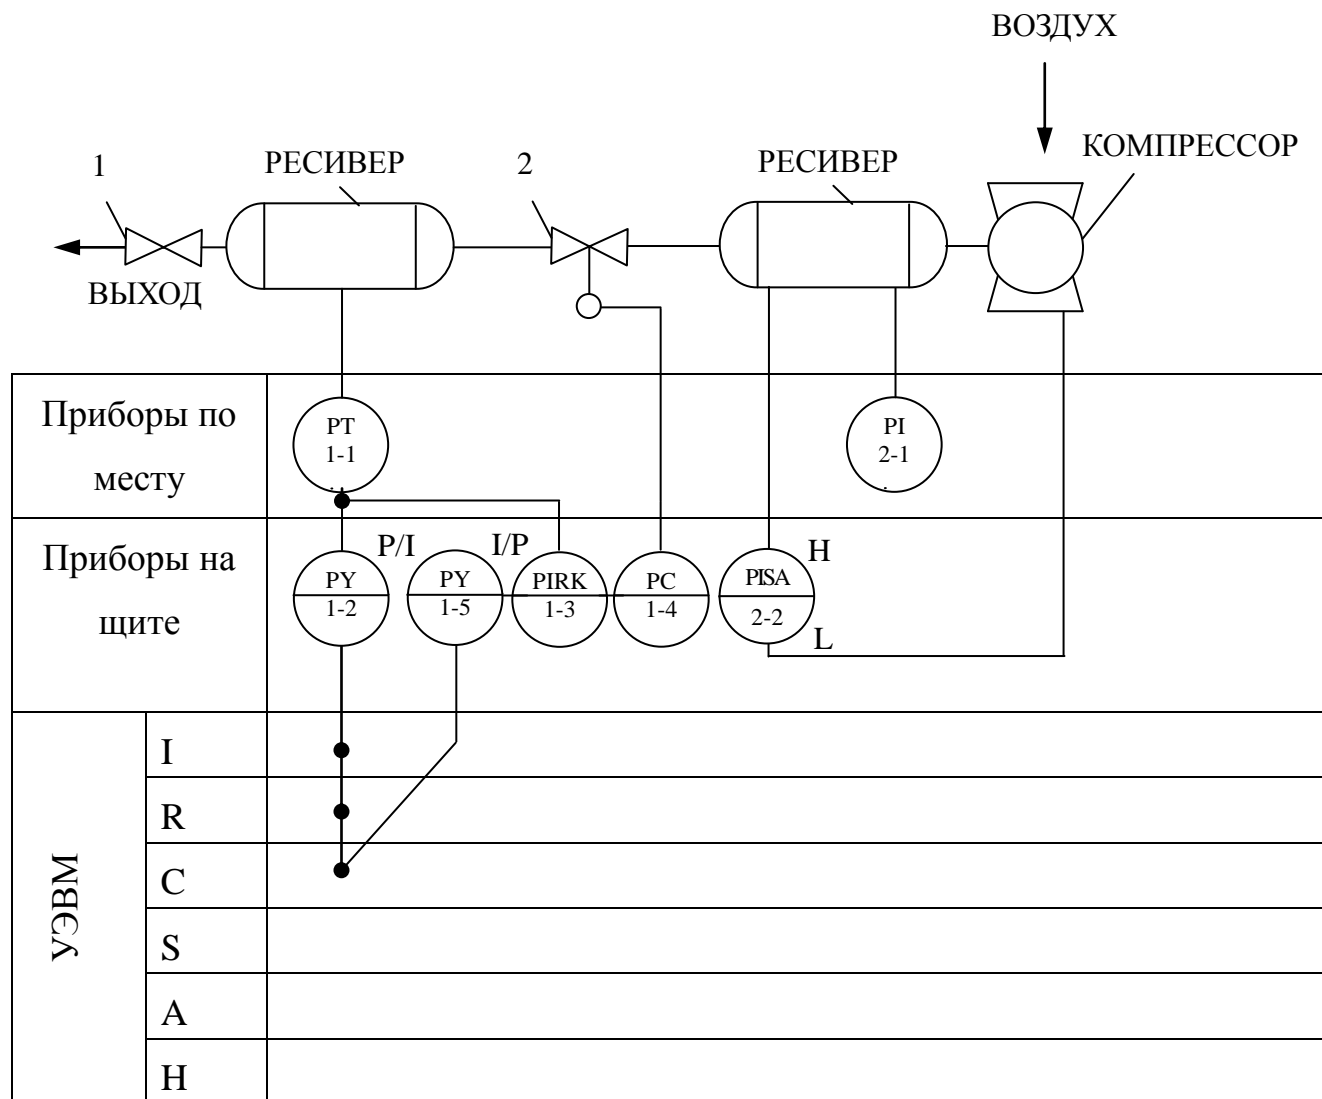 ВОЗДУХ
КОМПРЕССОР
1
РЕСИВЕР
2
РЕСИВЕР
ВЫХОД
Приборы по
месту
PT
1-1
PI
2-1
Приборы на
щите
P/I
I/P
H
PY
1-2
PY
1-5
PIRK
1-3
PC
1-4
PISA
2-2
L
УЭВМ
I
R
C
S
A
H